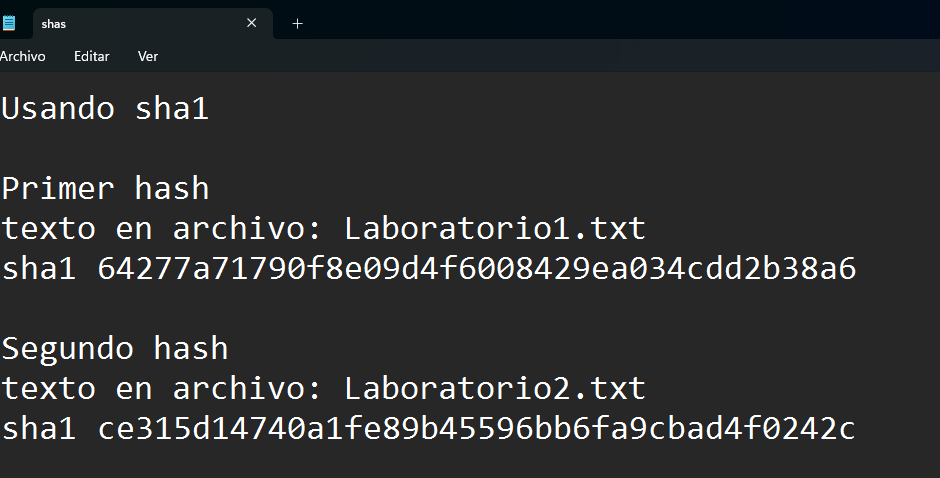 shas
Archivo Editar Ver
Usando sha1
Primer hash
texto en archivo: Laboratorio1.txt
sha1 64277a71790f8e09d4f6008429ea034cdd2b38a6
Segundo hash
texto en archivo: Laboratorio2.txt
sha1 ce315d14740a1fe89b45596bb6fa9cbad4f0242c